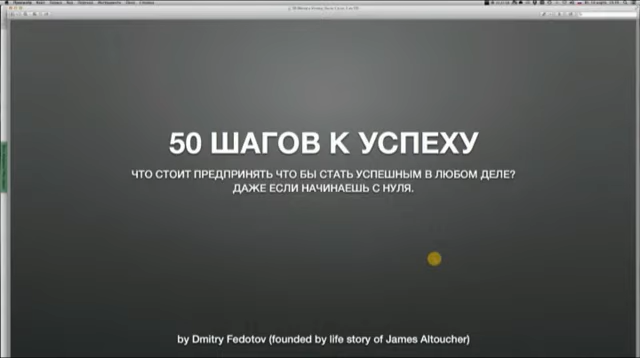 50 ШАГОВ К УСПЕХУ
ЧТО СТОИТ ПРЕДПРИНЯТЬ ЧТО БЫ СТАТЬ УСПЕШНЫМ В ЛЮБОМ ДЕЛЕ?
ДАЖЕ ЕСЛИ НАЧИНАЕШЬ С НУЛЯ.
by Dmitry Fedotov (founded by life story of James Altoucher)